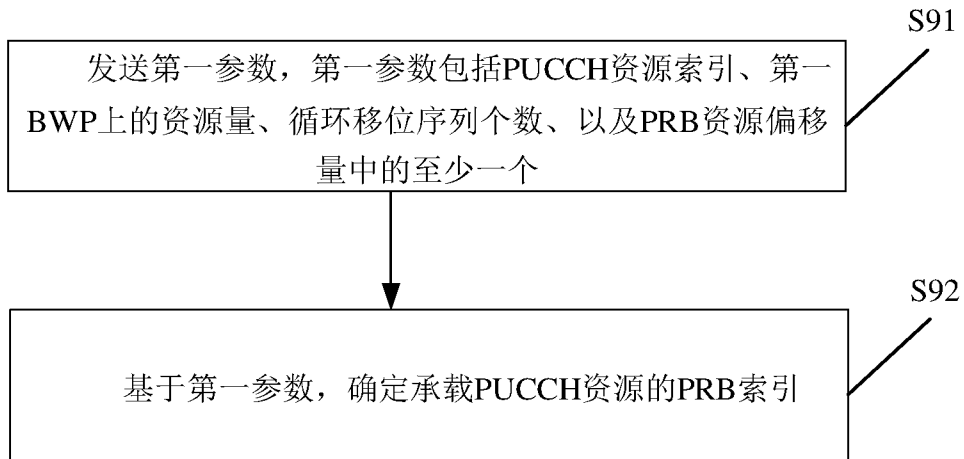 S91
发送第一参数，第一参数包括PUCCH资源索引、第一
BWP上的资源量、循环移位序列个数、以及PRB资源偏移
量中的至少一个
S92
基于第一参数，确定承载PUCCH资源的PRB索引